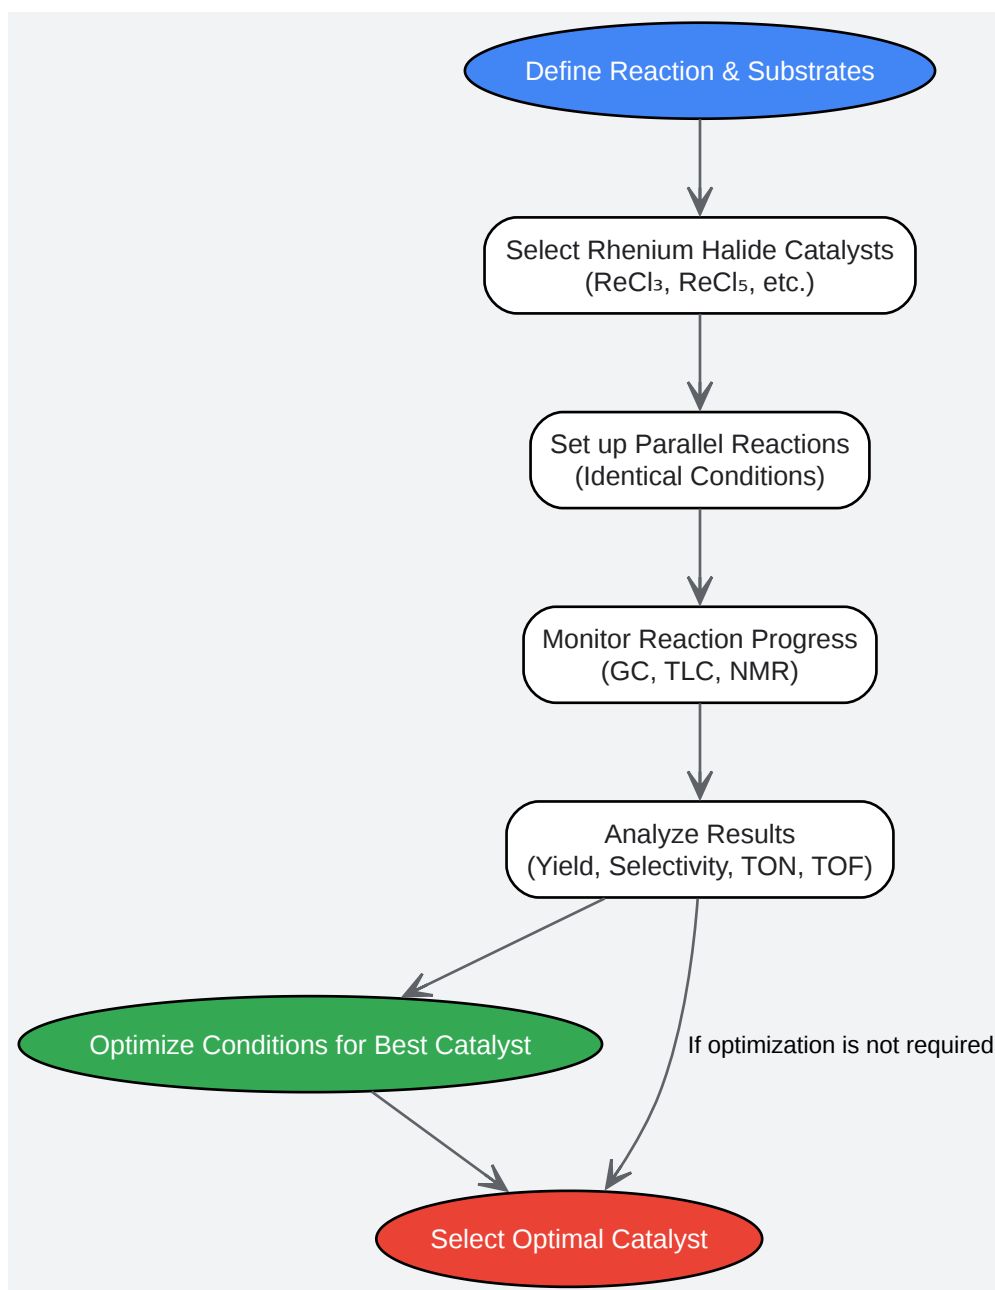 Define Reaction & Substrates
Select Rhenium Halide Catalysts
(ReCl₃, ReCl₅, etc.)
Set up Parallel Reactions
(Identical Conditions)
Monitor Reaction Progress
(GC, TLC, NMR)
Analyze Results
(Yield, Selectivity, TON, TOF)
Optimize Conditions for Best Catalyst
If optimization is not required
Select Optimal Catalyst